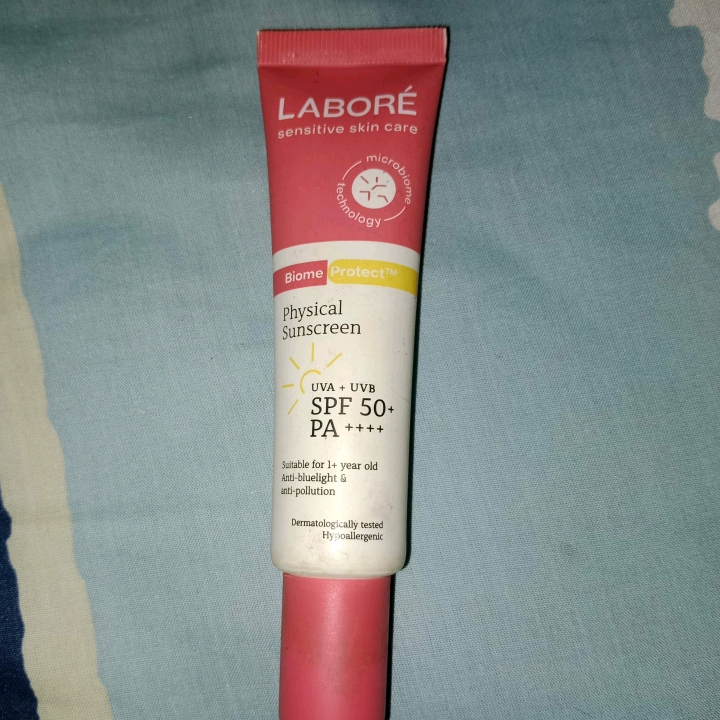 LABORÉ
sensitive skin care
microbiome
technology
Biome Protect™
Physical
Sunscreen
UVA + UVB
SPF 50+
PA ++++
Suitable for 1+ year old
Anti-bluelight &
anti-pollution
Dermatologically tested
Hypoallergenic